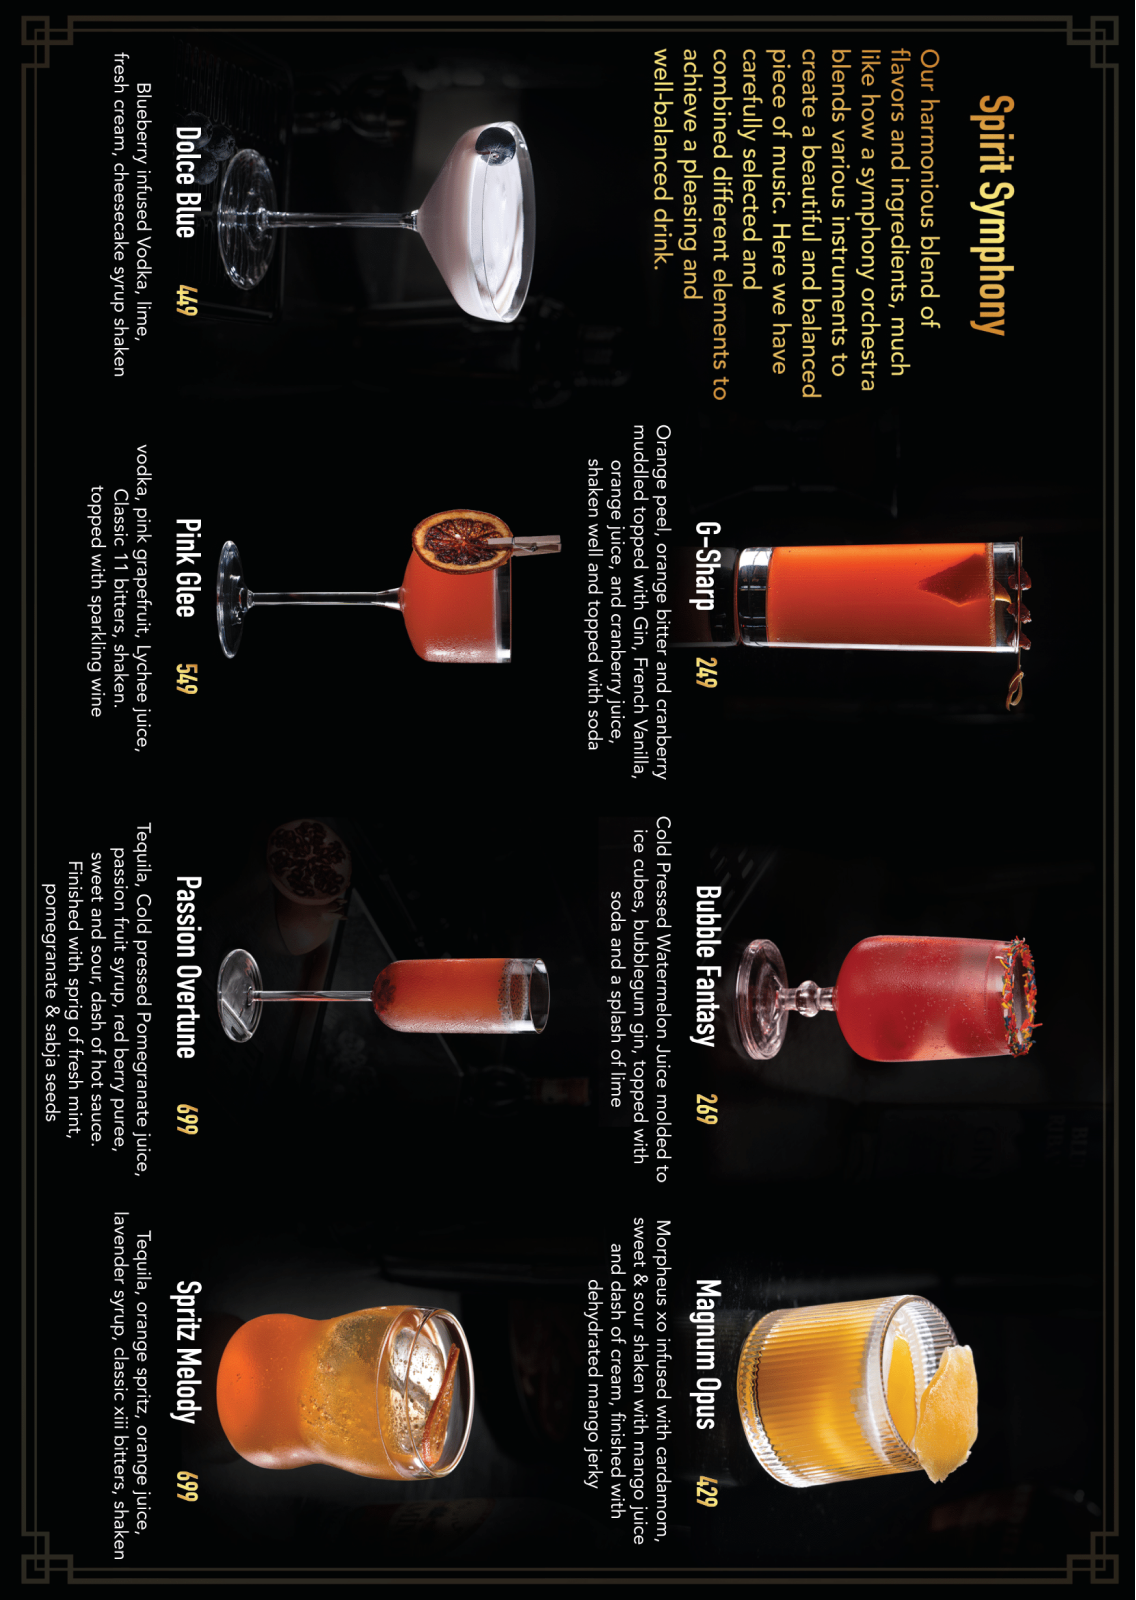 Spirit Symphony
Our harmonious blend of
flavors and ingredients, much
like how a symphony orchestra
blends various instruments to
create a beautiful and balanced
piece of music. Here we have
carefully selected and
combined different elements to
achieve a pleasing and
well-balanced drink.
G-Sharp 249
Orange peel, orange bitter and cranberry
muddled topped with Gin, French Vanilla,
orange juice, and cranberry juice,
shaken well and topped with soda
Bubble Fantasy 269
Cold Pressed Watermelon Juice molded to
ice cubes, bubblegum gin, topped with
soda and a splash of lime
Magnum Opus 429
Morpheus xo infused with cardamom,
sweet & sour shaken with mango juice
and dash of cream, finished with
dehydrated mango jerky
Dolce Blue 449
Blueberry infused Vodka, lime,
fresh cream, cheesecake syrup shaken
Pink Glee 549
vodka, pink grapefruit, Lychee juice,
Classic 11 bitters, shaken.
topped with sparkling wine
Passion Overtune 699
Tequila, Cold pressed Pomegranate juice,
passion fruit syrup, red berry puree,
sweet and sour, dash of hot sauce.
Finished with sprig of fresh mint,
pomegranate & sabja seeds
Spritz Melody 699
Tequila, orange spritz, orange juice,
lavender syrup, classic xiii bitters, shaken